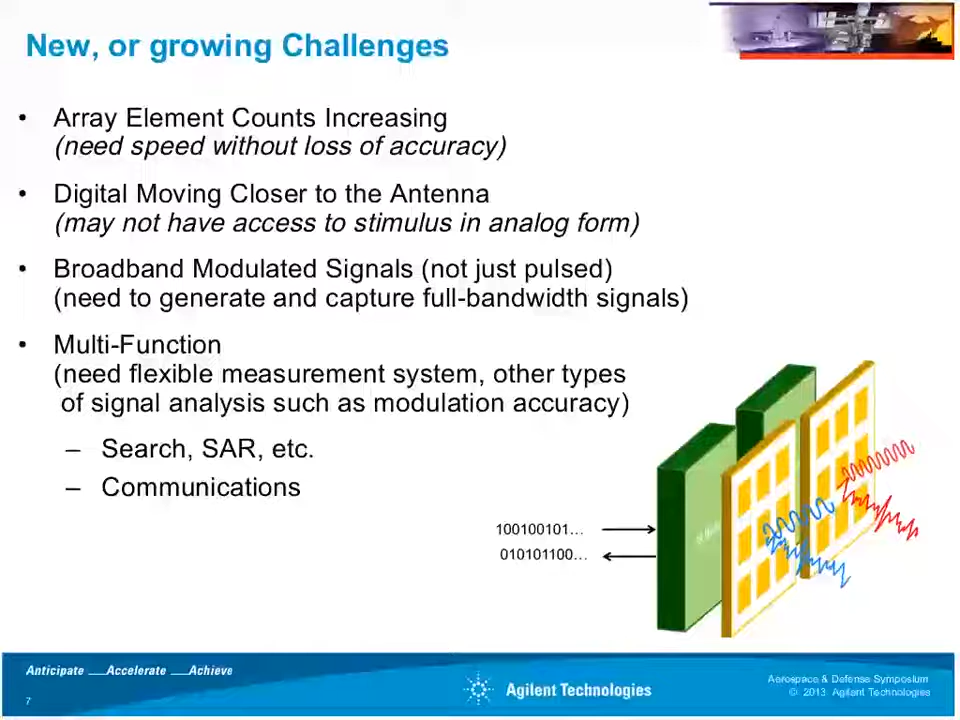 New, or growing Challenges
• Array Element Counts Increasing
(need speed without loss of accuracy)
• Digital Moving Closer to the Antenna
(may not have access to stimulus in analog form)
• Broadband Modulated Signals (not just pulsed)
(need to generate and capture full-bandwidth signals)
• Multi-Function
(need flexible measurement system, other types
of signal analysis such as modulation accuracy)
– Search, SAR, etc.
– Communications
100100101...
010101100...
Anticipate __Accelerate __Achieve
7
Agilent Technologies
Aerospace & Defense Symposium
© 2013 Agilent Technologies